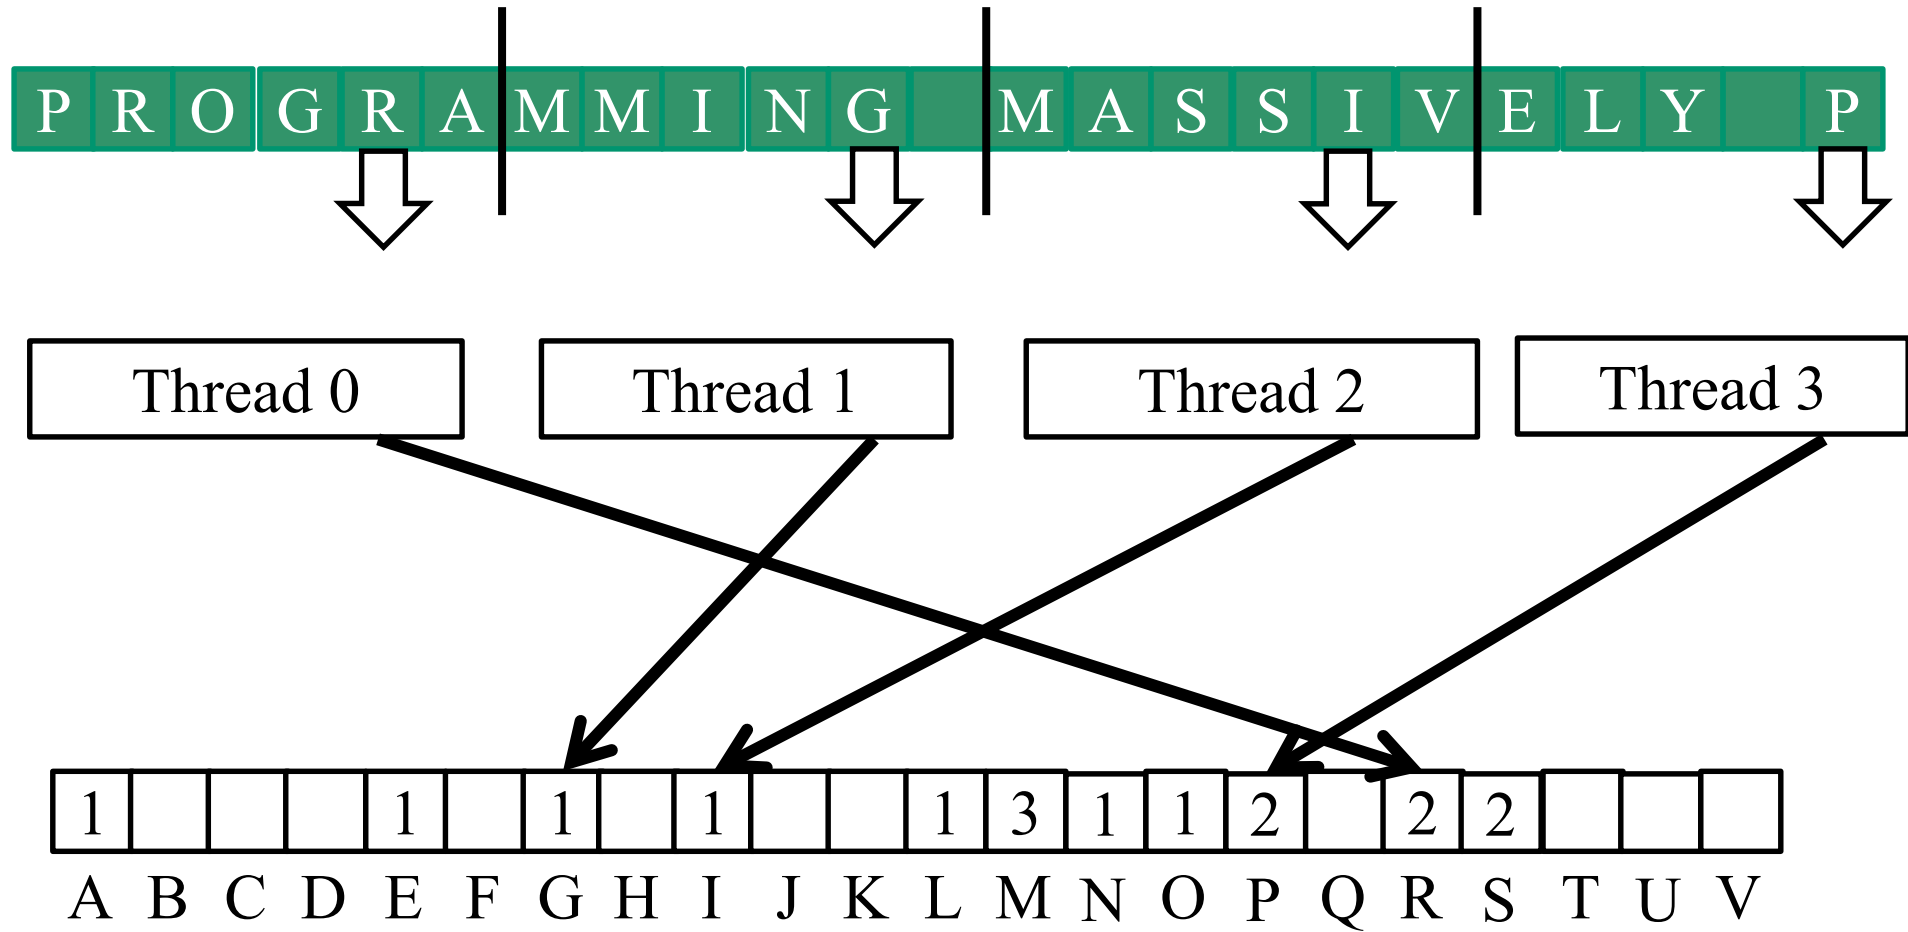 P R O G R A M M I N G M A S S I V E L Y P
Thread 0 Thread 1 Thread 2 Thread 3
1 1 1 1 1 3 1 1 2 2 2
A B C D E F G H I J K L M N O P Q R S T U V